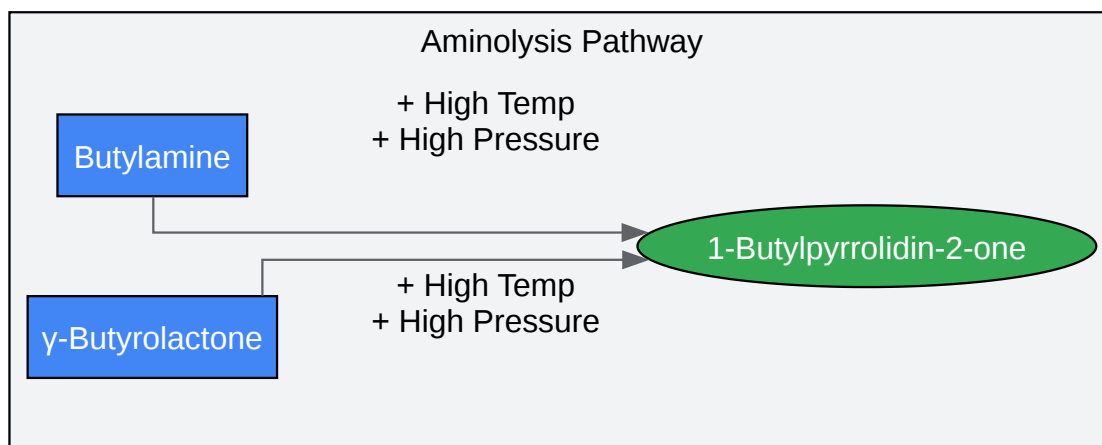 Aminolysis Pathway
+ High Temp
+ High Pressure
Butylamine
1-Butylpyrrolidin-2-one
+ High Temp
+ High Pressure
γ-Butyrolactone